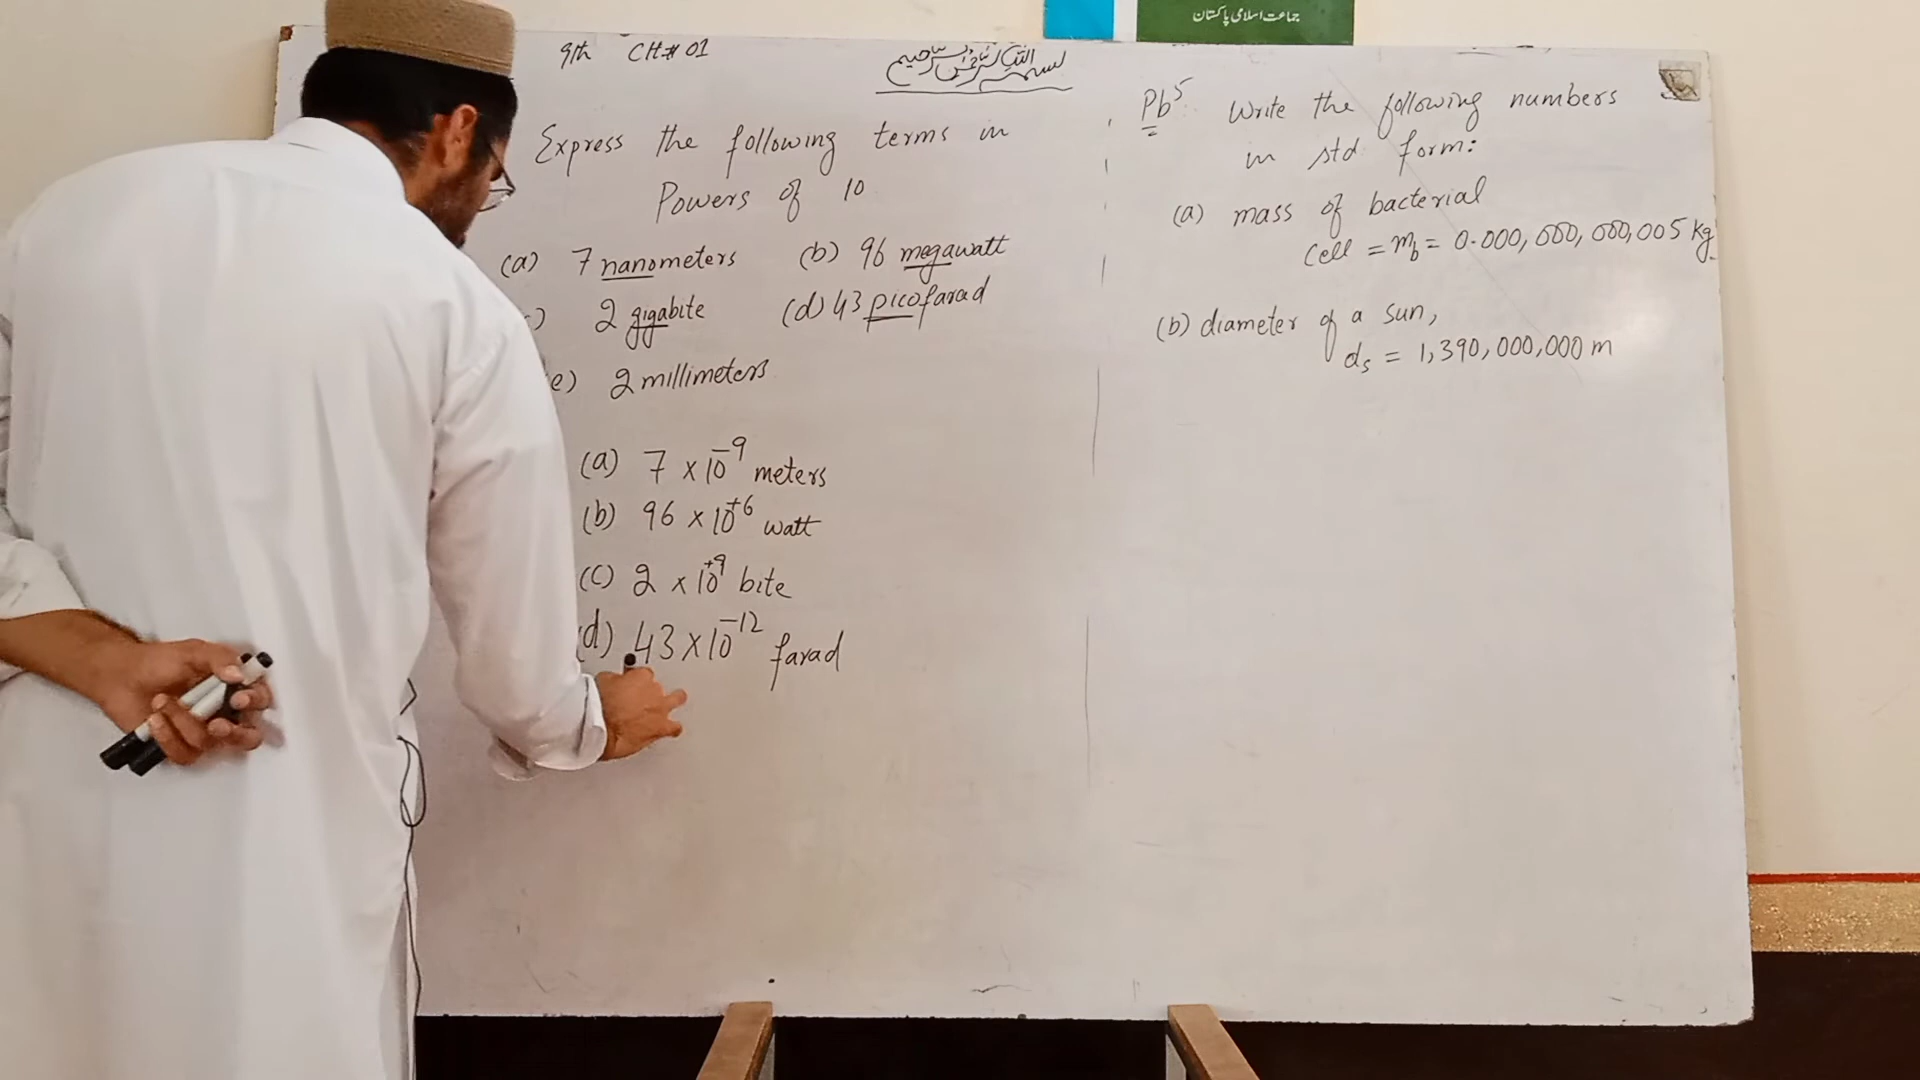 جماعت اسلامی پاکستان
9th CH# 01
بسم اللہ الرحمن الرحیم
Express the following terms in
Powers of 10
(a) 7 nanometers (b) 96 megawatt
) 2 gigabite (d) 43 picofarad
e) 2 millimeters
(a) 7 x 10^-9 meters
(b) 96 x 10^+6 watt
(c) 2 x 10^+9 bite
(d) 43 x 10^-12 farad
Pb5 Write the following numbers
in std form:
(a) mass of bacterial
cell = m_b = 0.000,000,000,005 kg
(b) diameter of a sun,
d_s = 1,390,000,000 m